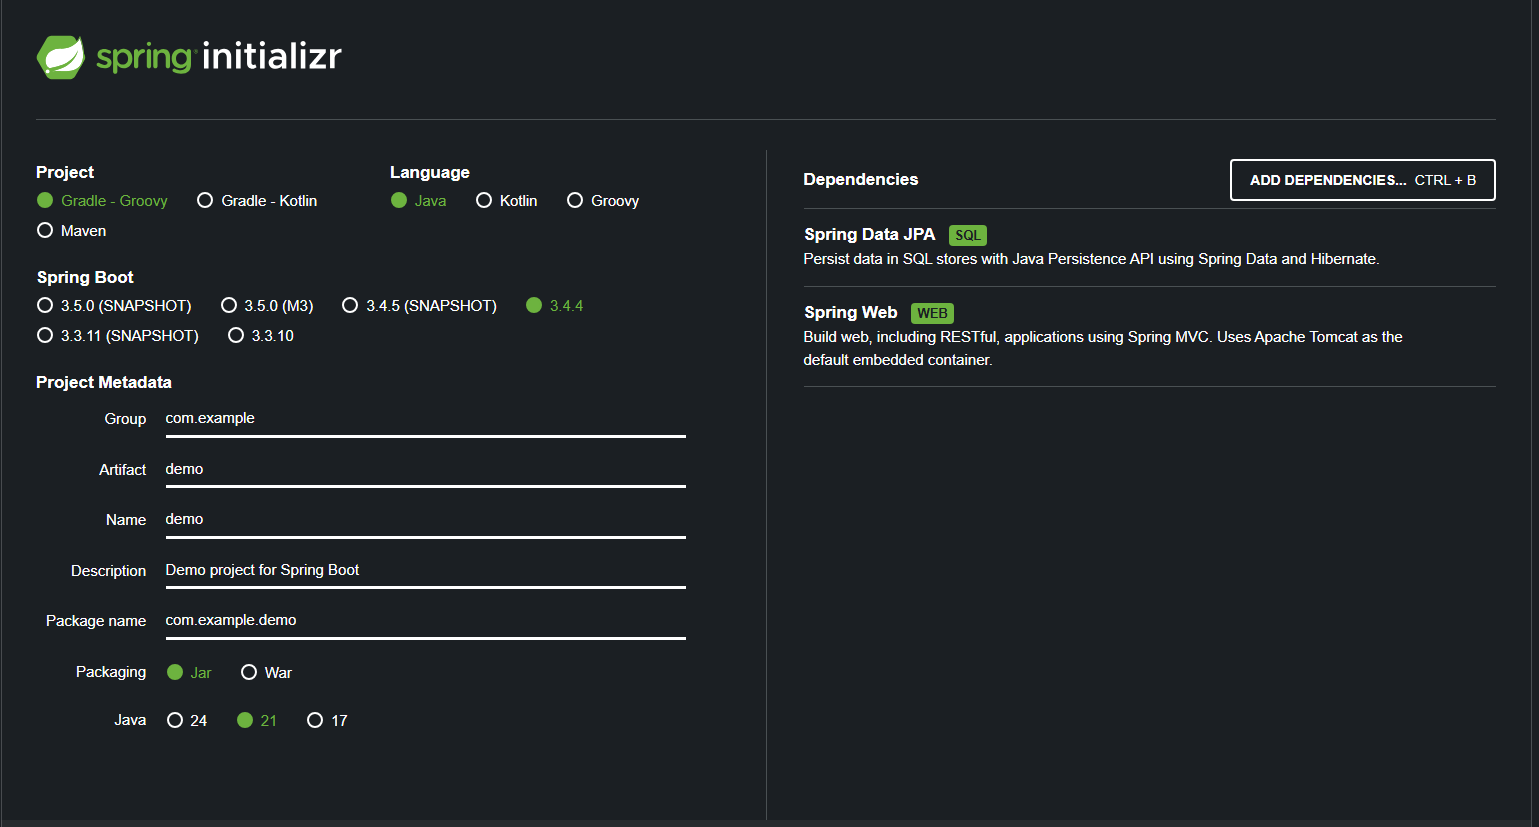 spring initializr
Project
Gradle - Groovy
Gradle - Kotlin
Maven
Language
Java
Kotlin
Groovy
Spring Boot
3.5.0 (SNAPSHOT)
3.5.0 (M3)
3.4.5 (SNAPSHOT)
3.4.4
3.3.11 (SNAPSHOT)
3.3.10
Project Metadata
Group com.example
Artifact demo
Name demo
Description Demo project for Spring Boot
Package name com.example.demo
Packaging Jar War
Java 24 21 17
Dependencies
ADD DEPENDENCIES... CTRL + B
Spring Data JPA SQL
Persist data in SQL stores with Java Persistence API using Spring Data and Hibernate.
Spring Web WEB
Build web, including RESTful, applications using Spring MVC. Uses Apache Tomcat as the
default embedded container.